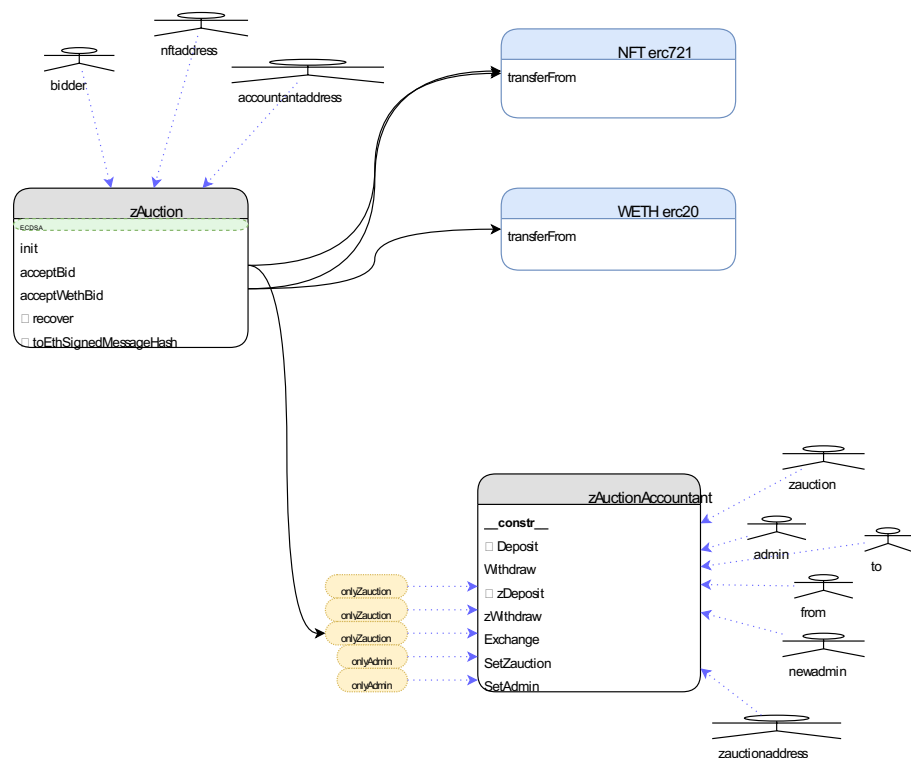 nftaddress
bidder
accountantaddress
NFT erc721
transferFrom
zAuction
ECDSA
init
acceptBid
acceptWethBid
recover
toEthSignedMessageHash
WETH erc20
transferFrom
zAuctionAccountant
__constr__
Deposit
Withdraw
zDeposit
zWithdraw
Exchange
SetZauction
SetAdmin
onlyZauction
onlyZauction
onlyZauction
onlyAdmin
onlyAdmin
zauction
admin
to
from
newadmin
zauctionaddress